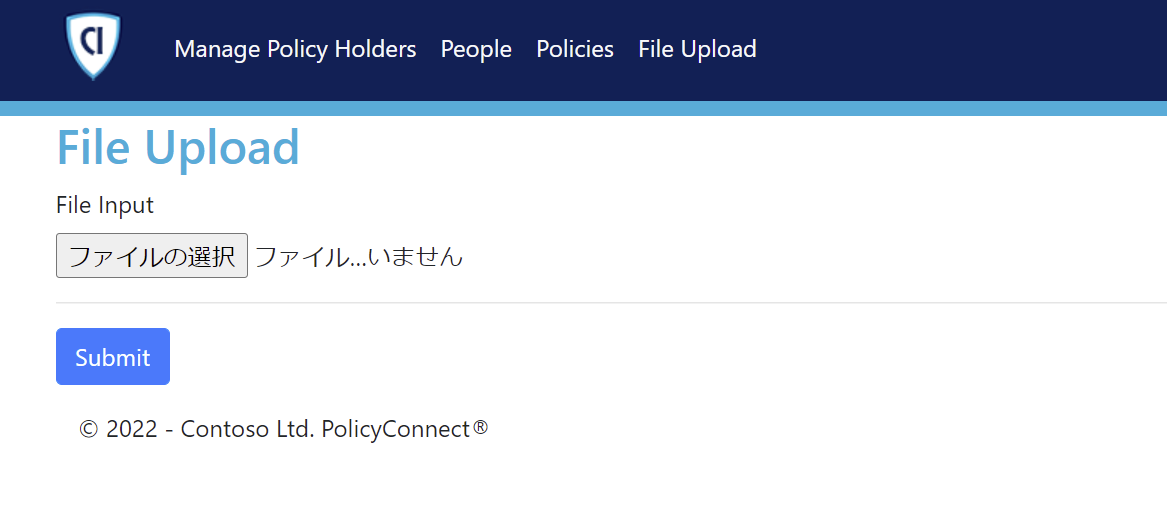 CI
Manage Policy Holders People Policies File Upload
File Upload
File Input
ファイルの選択 ファイル...いません
Submit
© 2022 - Contoso Ltd. PolicyConnect®